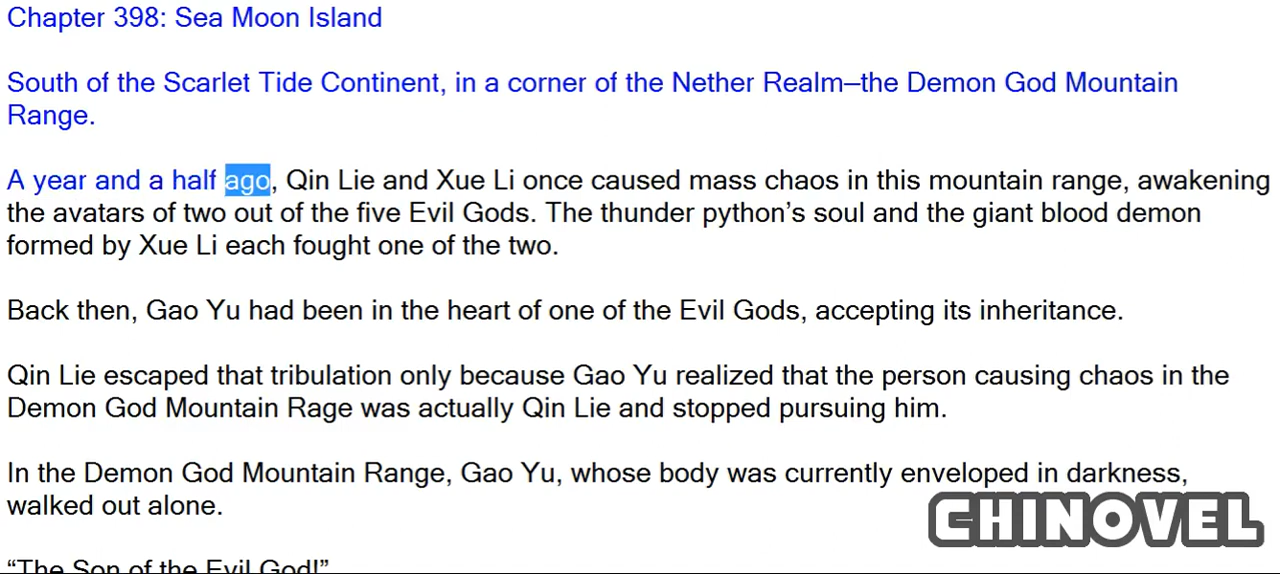 Chapter 398: Sea Moon Island
South of the Scarlet Tide Continent, in a corner of the Nether Realm—the Demon God Mountain
Range.
A year and a half ago, Qin Lie and Xue Li once caused mass chaos in this mountain range, awakening
the avatars of two out of the five Evil Gods. The thunder python’s soul and the giant blood demon
formed by Xue Li each fought one of the two.
Back then, Gao Yu had been in the heart of one of the Evil Gods, accepting its inheritance.
Qin Lie escaped that tribulation only because Gao Yu realized that the person causing chaos in the
Demon God Mountain Rage was actually Qin Lie and stopped pursuing him.
In the Demon God Mountain Range, Gao Yu, whose body was currently enveloped in darkness,
walked out alone.
CHINOVEL
“The Son of the Evil God!”